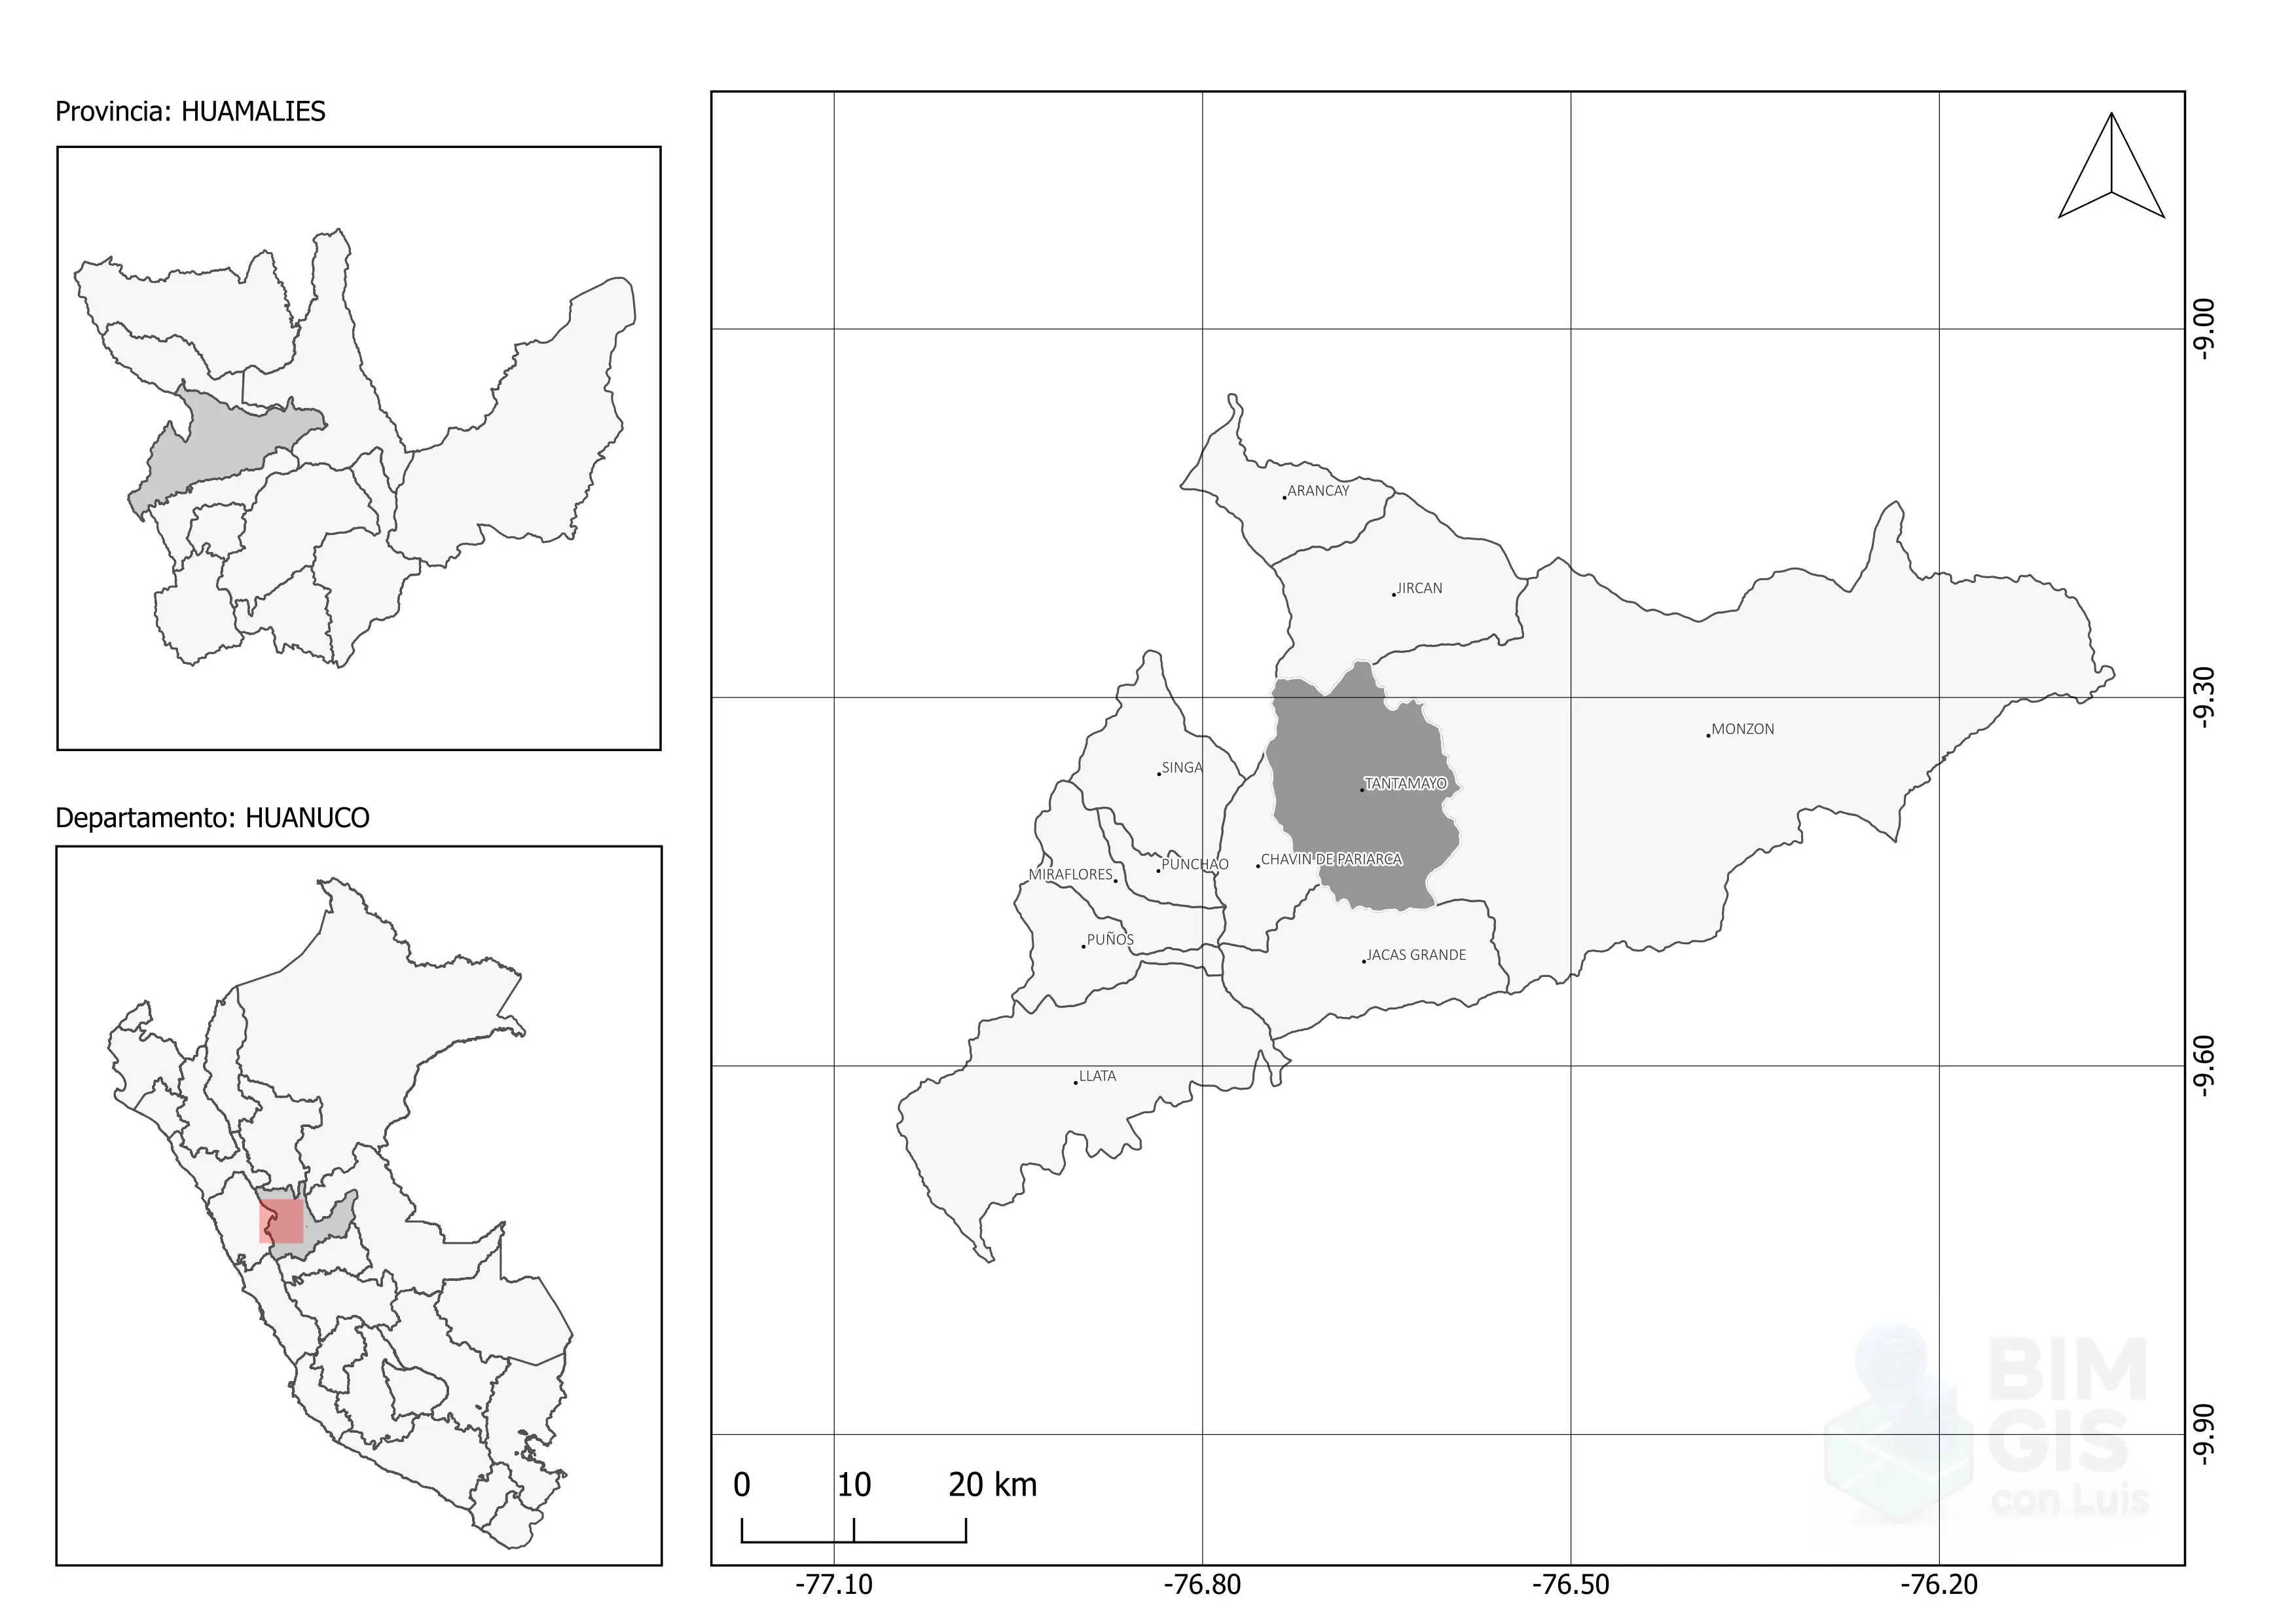 Provincia: HUAMALIES
Departamento: HUANUCO
ARANCAY
JIRCAN
MONZON
SINGA
TANTAMAYO
CHAVIN DE PARIARCA
PUNCHAO
MIRAFLORES
PUÑOS
JACAS GRANDE
LLATA
-9.00
-9.30
-9.60
-9.90
0 10 20 km
-77.10 -76.80 -76.50 -76.20
BIM
GIS
con Luis